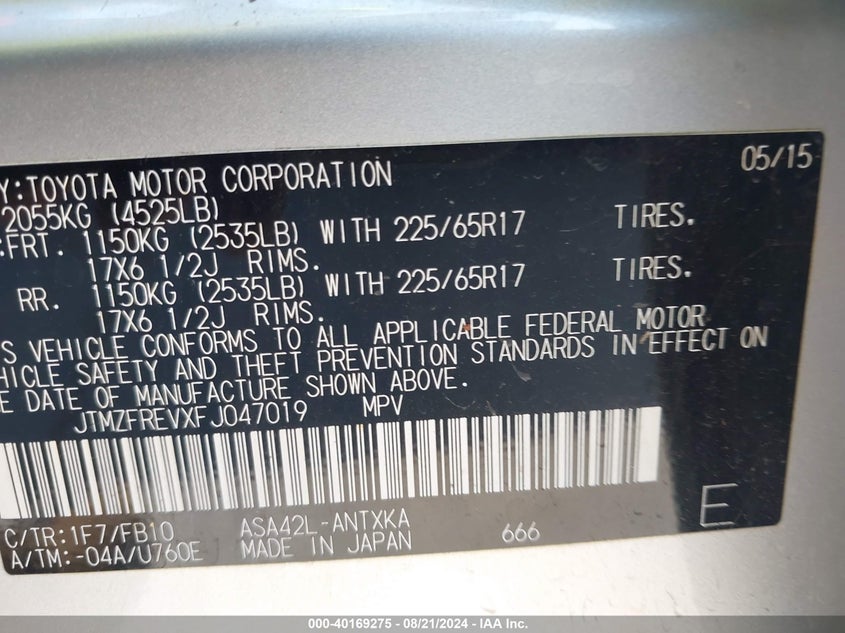 Y:TOYOTA MOTOR CORPORATION 05/15
2055KG (4525LB)
:FRT. 1150KG (2535LB) WITH 225/65R17 TIRES.
17X6 1/2J RIMS.
RR. 1150KG (2535LB) WITH 225/65R17 TIRES.
17X6 1/2J RIMS.
S VEHICLE CONFORMS TO ALL APPLICABLE FEDERAL MOTOR
HICLE SAFETY AND THEFT PREVENTION STANDARDS IN EFFECT ON
E DATE OF MANUFACTURE SHOWN ABOVE.
JTMZFREVXFJ047019 MPV
C/TR:1F7/FB10 ASA42L-ANTXKA
A/TM:-04A/U760E MADE IN JAPAN 666 E
000-40169275 - 08/21/2024 - IAA Inc.